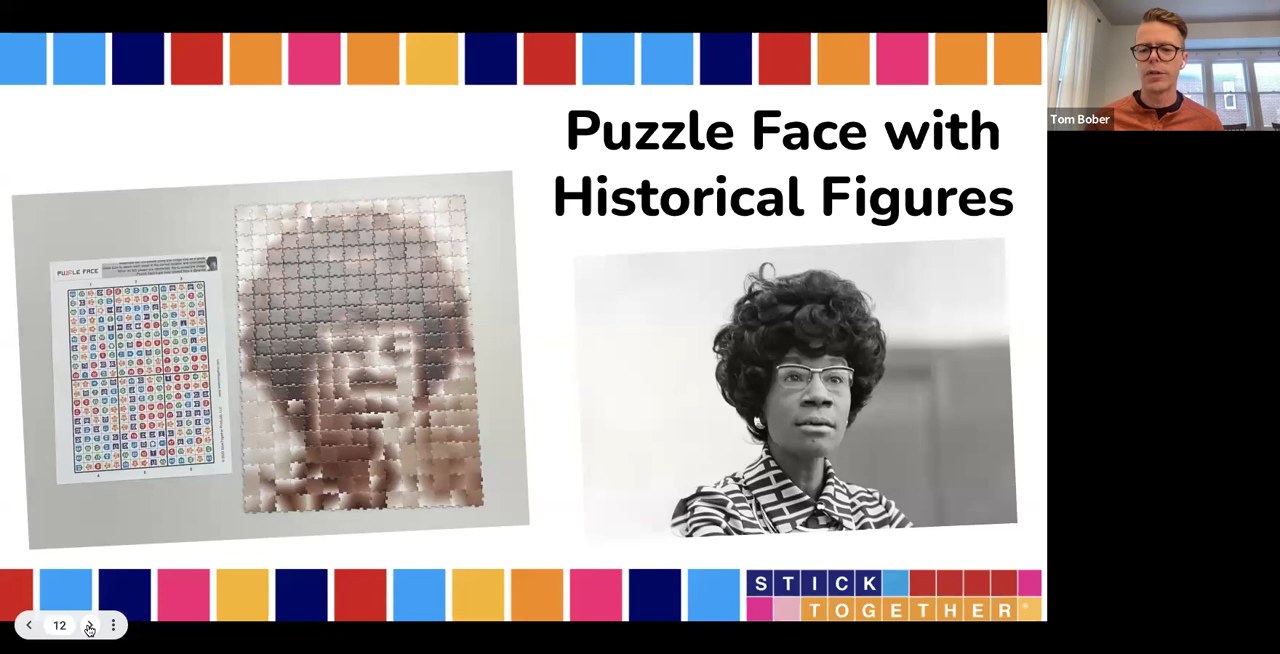 Puzzle Face with
Historical Figures
Tom Bober
PUZZLE FACE
STICK
TOGETHER
12